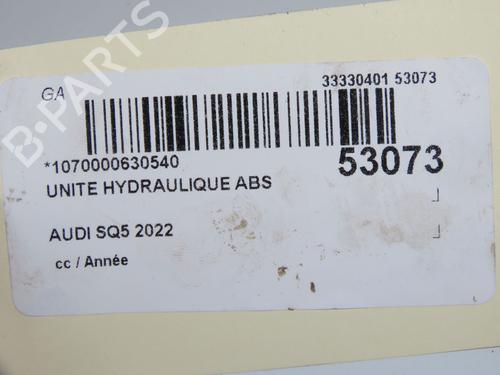 GA
33330401 53073
*1070000630540
53073
UNITE HYDRAULIQUE ABS
AUDI SQ5 2022
cc / Année
B-PARTS